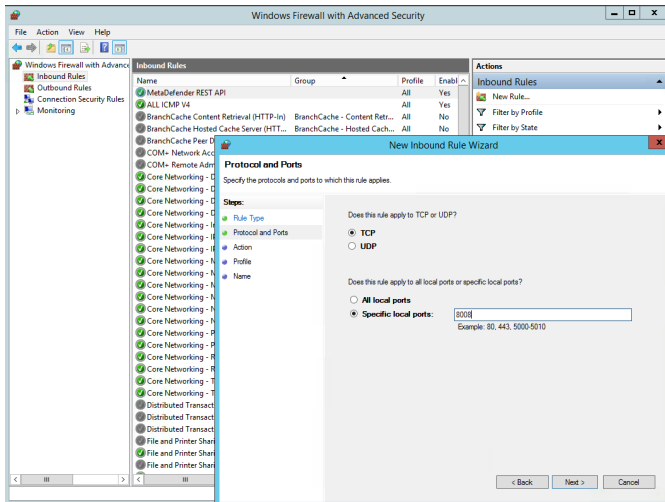 Windows Firewall with Advanced Security
File Action View Help
Windows Firewall with Advance
Inbound Rules
Outbound Rules
Connection Security Rules
Monitoring
Inbound Rules
Name Group Profile Enabl
MetaDefender REST API All Yes
ALL ICMP V4 All Yes
BranchCache Content Retrieval (HTTP-In) BranchCache - Content Retr... All No
BranchCache Hosted Cache Server (HTT... BranchCache - Hosted Cach... All No
BranchCache Peer D
COM+ Network Acc
COM+ Remote Adm
Core Networking - D
Core Networking - D
Core Networking - D
Core Networking - D
Core Networking - I
Core Networking - I
Core Networking - I
Core Networking - M
Core Networking - M
Core Networking - M
Core Networking - M
Core Networking - N
Core Networking - N
Core Networking - P
Core Networking - P
Core Networking - R
Core Networking - R
Core Networking - T
Core Networking - T
Distributed Transact
Distributed Transact
Distributed Transact
File and Printer Shari
File and Printer Shari
File and Printer Shari
Actions
Inbound Rules
New Rule...
Filter by Profile
Filter by State
New Inbound Rule Wizard
Protocol and Ports
Specify the protocols and ports to which this rule applies.
Steps:
Rule Type
Protocol and Ports
Action
Profile
Name
Does this rule apply to TCP or UDP?
TCP
UDP
Does this rule apply to all local ports or specific local ports?
All local ports
Specific local ports: 8008
Example: 80, 443, 5000-5010
< Back Next > Cancel